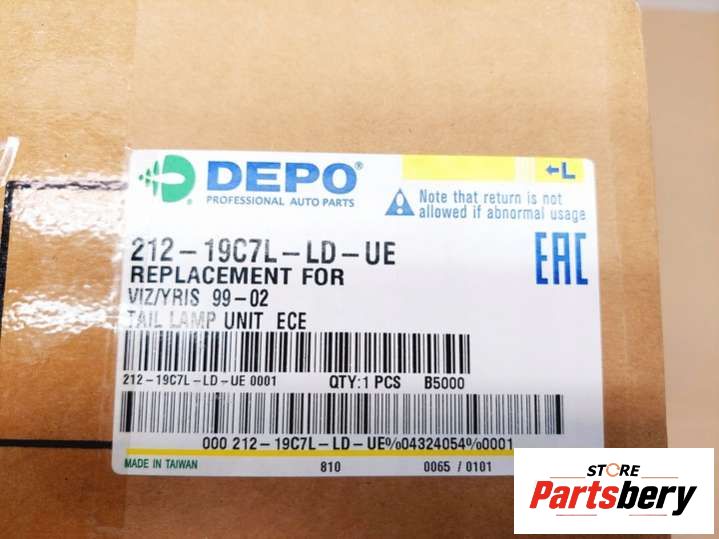 DEPO®
PROFESSIONAL AUTO PARTS
←L
Note that return is not
allowed if abnormal usage
212-19C7L-LD-UE
REPLACEMENT FOR
VIZ/YRIS 99-02
TAIL LAMP UNIT ECE
EAC
212-19C7L-LD-UE 0001 QTY:1 PCS B5000
000 212-19C7L-LD-UE%04324054%0001
MADE IN TAIWAN 810 0065 / 0101
STORE
Partsbery